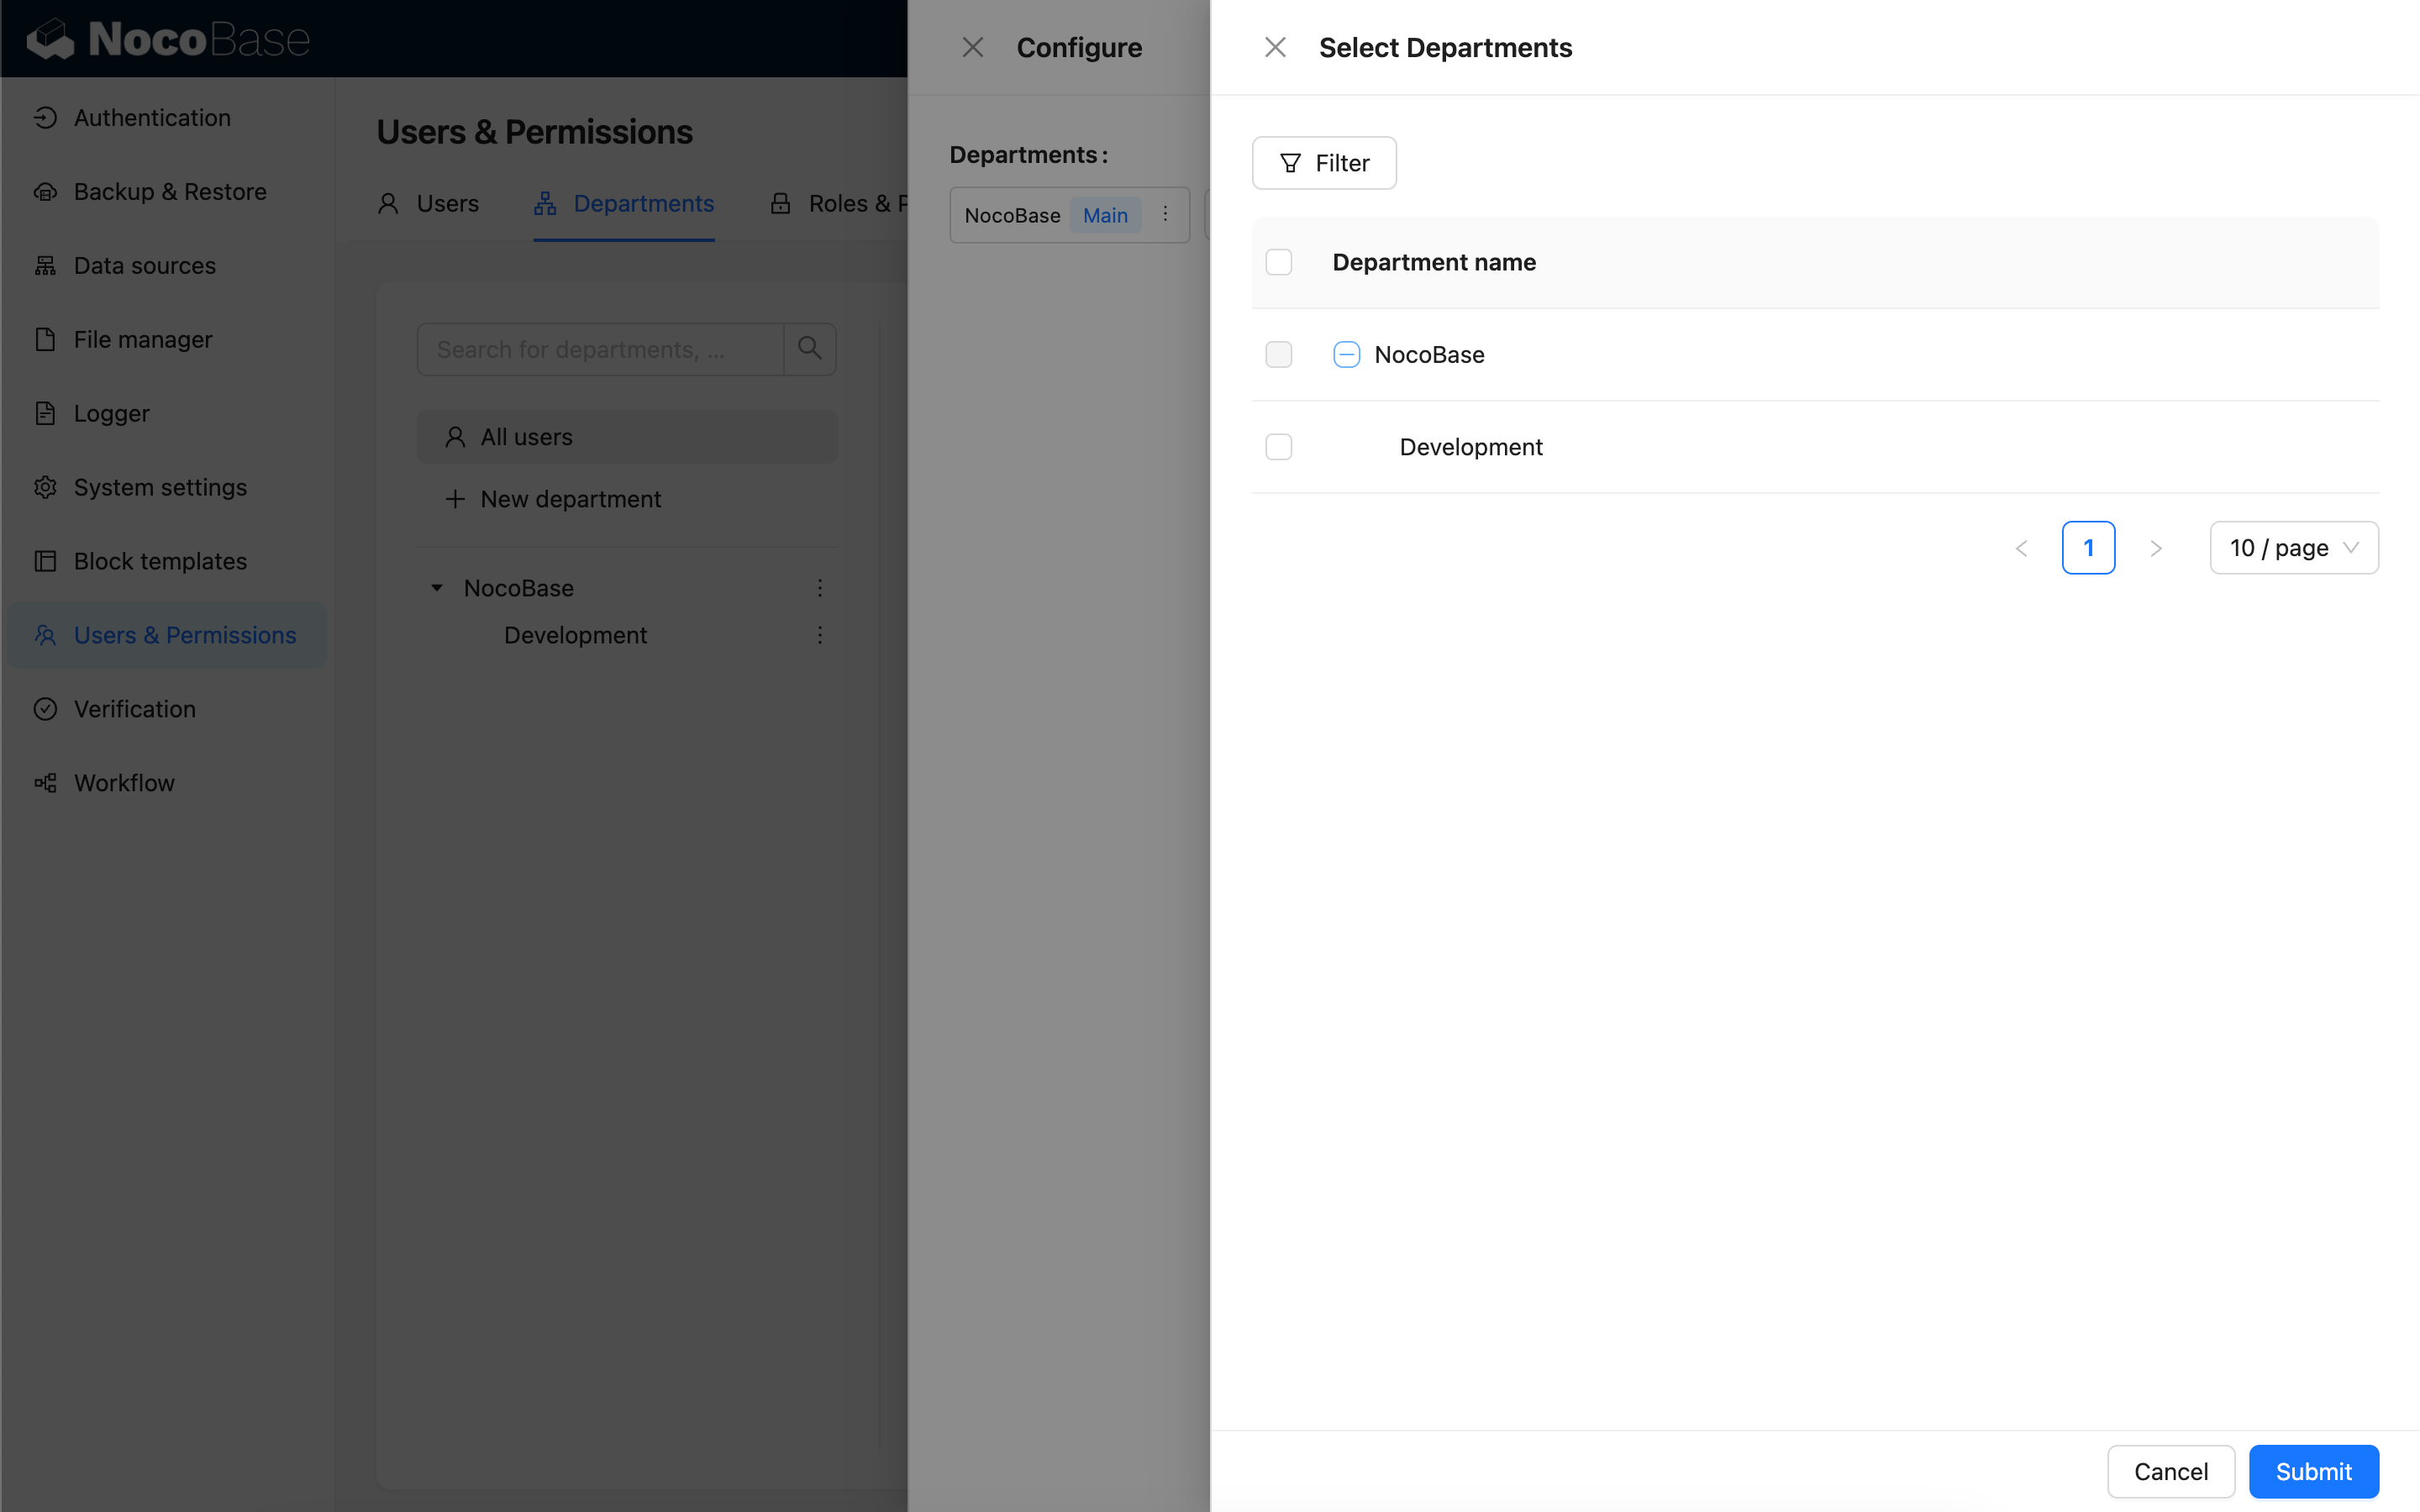 NocoBase
Authentication
Backup & Restore
Data sources
File manager
Logger
System settings
Block templates
Users & Permissions
Verification
Workflow
Users & Permissions
Users
Departments
Roles & P
Search for departments, ...
All users
New department
NocoBase
Development
Configure
Departments :
NocoBase Main
Select Departments
Filter
Department name
NocoBase
Development
1
10 / page
Cancel
Submit